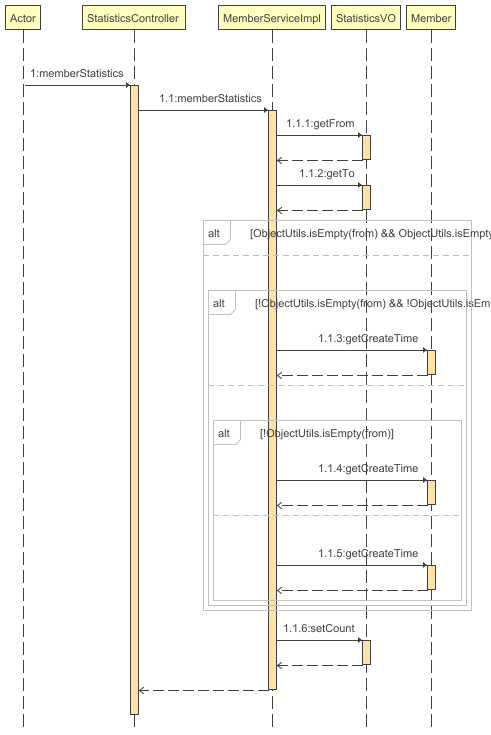 Actor StatisticsController MemberServiceImpl StatisticsVO Member
1:memberStatistics
1.1:memberStatistics
1.1.1:getFrom
1.1.2:getTo
alt [ObjectUtils.isEmpty(from) && ObjectUtils.isEmpty
alt [!ObjectUtils.isEmpty(from) && !ObjectUtils.isEm
1.1.3:getCreateTime
alt [!ObjectUtils.isEmpty(from)]
1.1.4:getCreateTime
1.1.5:getCreateTime
1.1.6:setCount